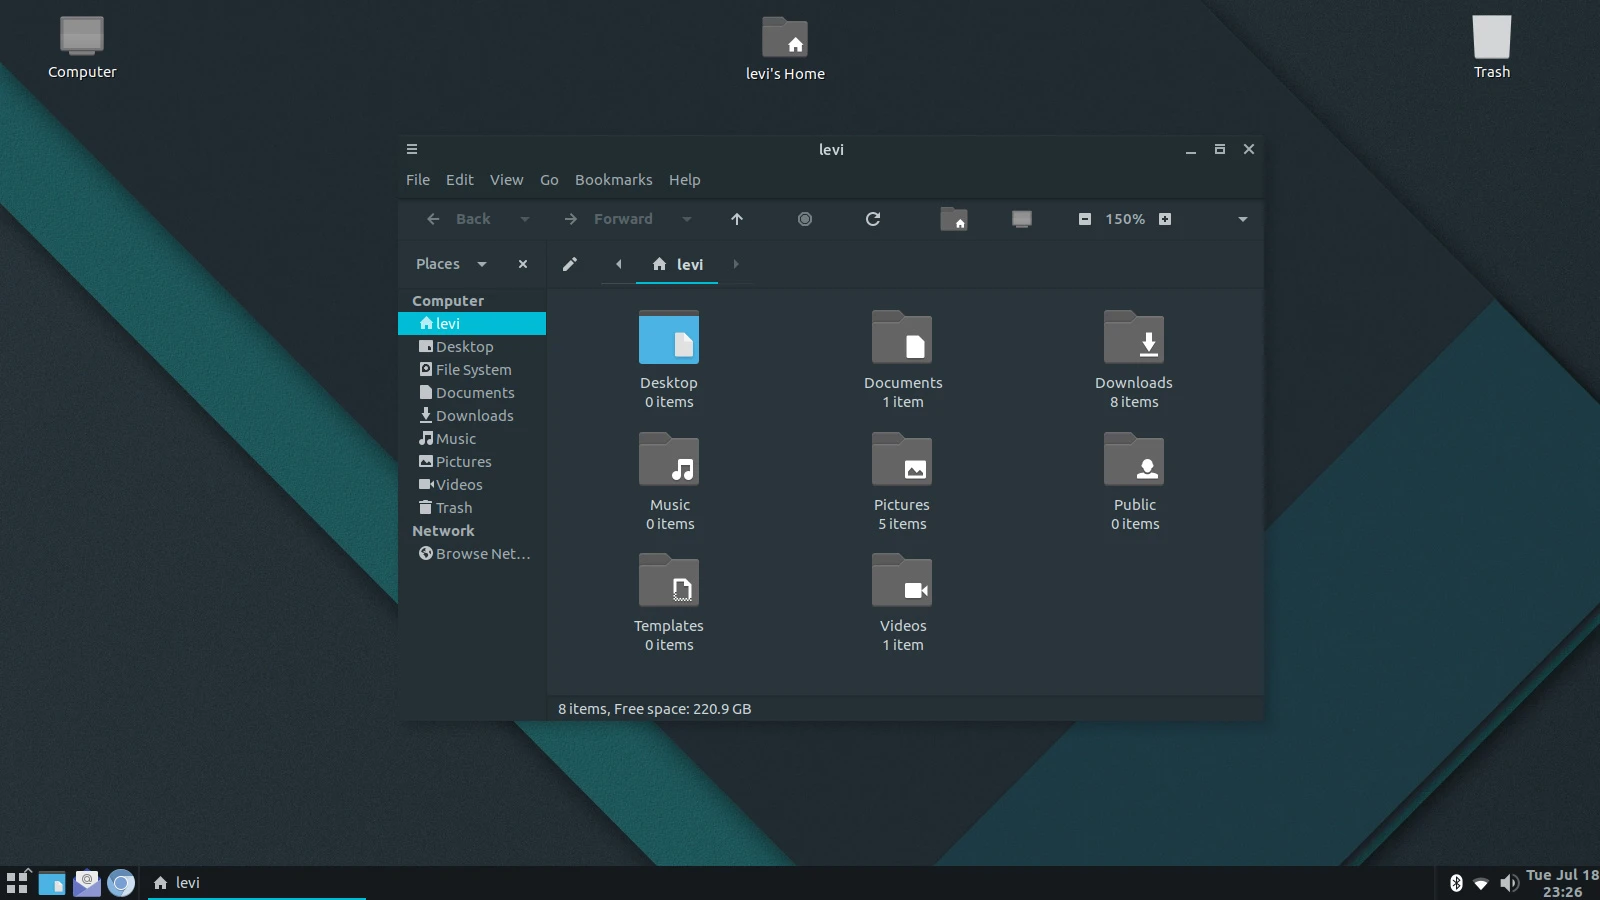 Computer
levi's Home
Trash
levi
File Edit View Go Bookmarks Help
Back Forward 150%
Places levi
Computer
levi
Desktop
File System
Documents
Downloads
Music
Pictures
Videos
Trash
Network
Browse Net…
Desktop Documents Downloads
0 items 1 item 8 items
Music Pictures Public
0 items 5 items 0 items
Templates Videos
0 items 1 item
8 items, Free space: 220.9 GB
levi
Tue Jul 18
23:26